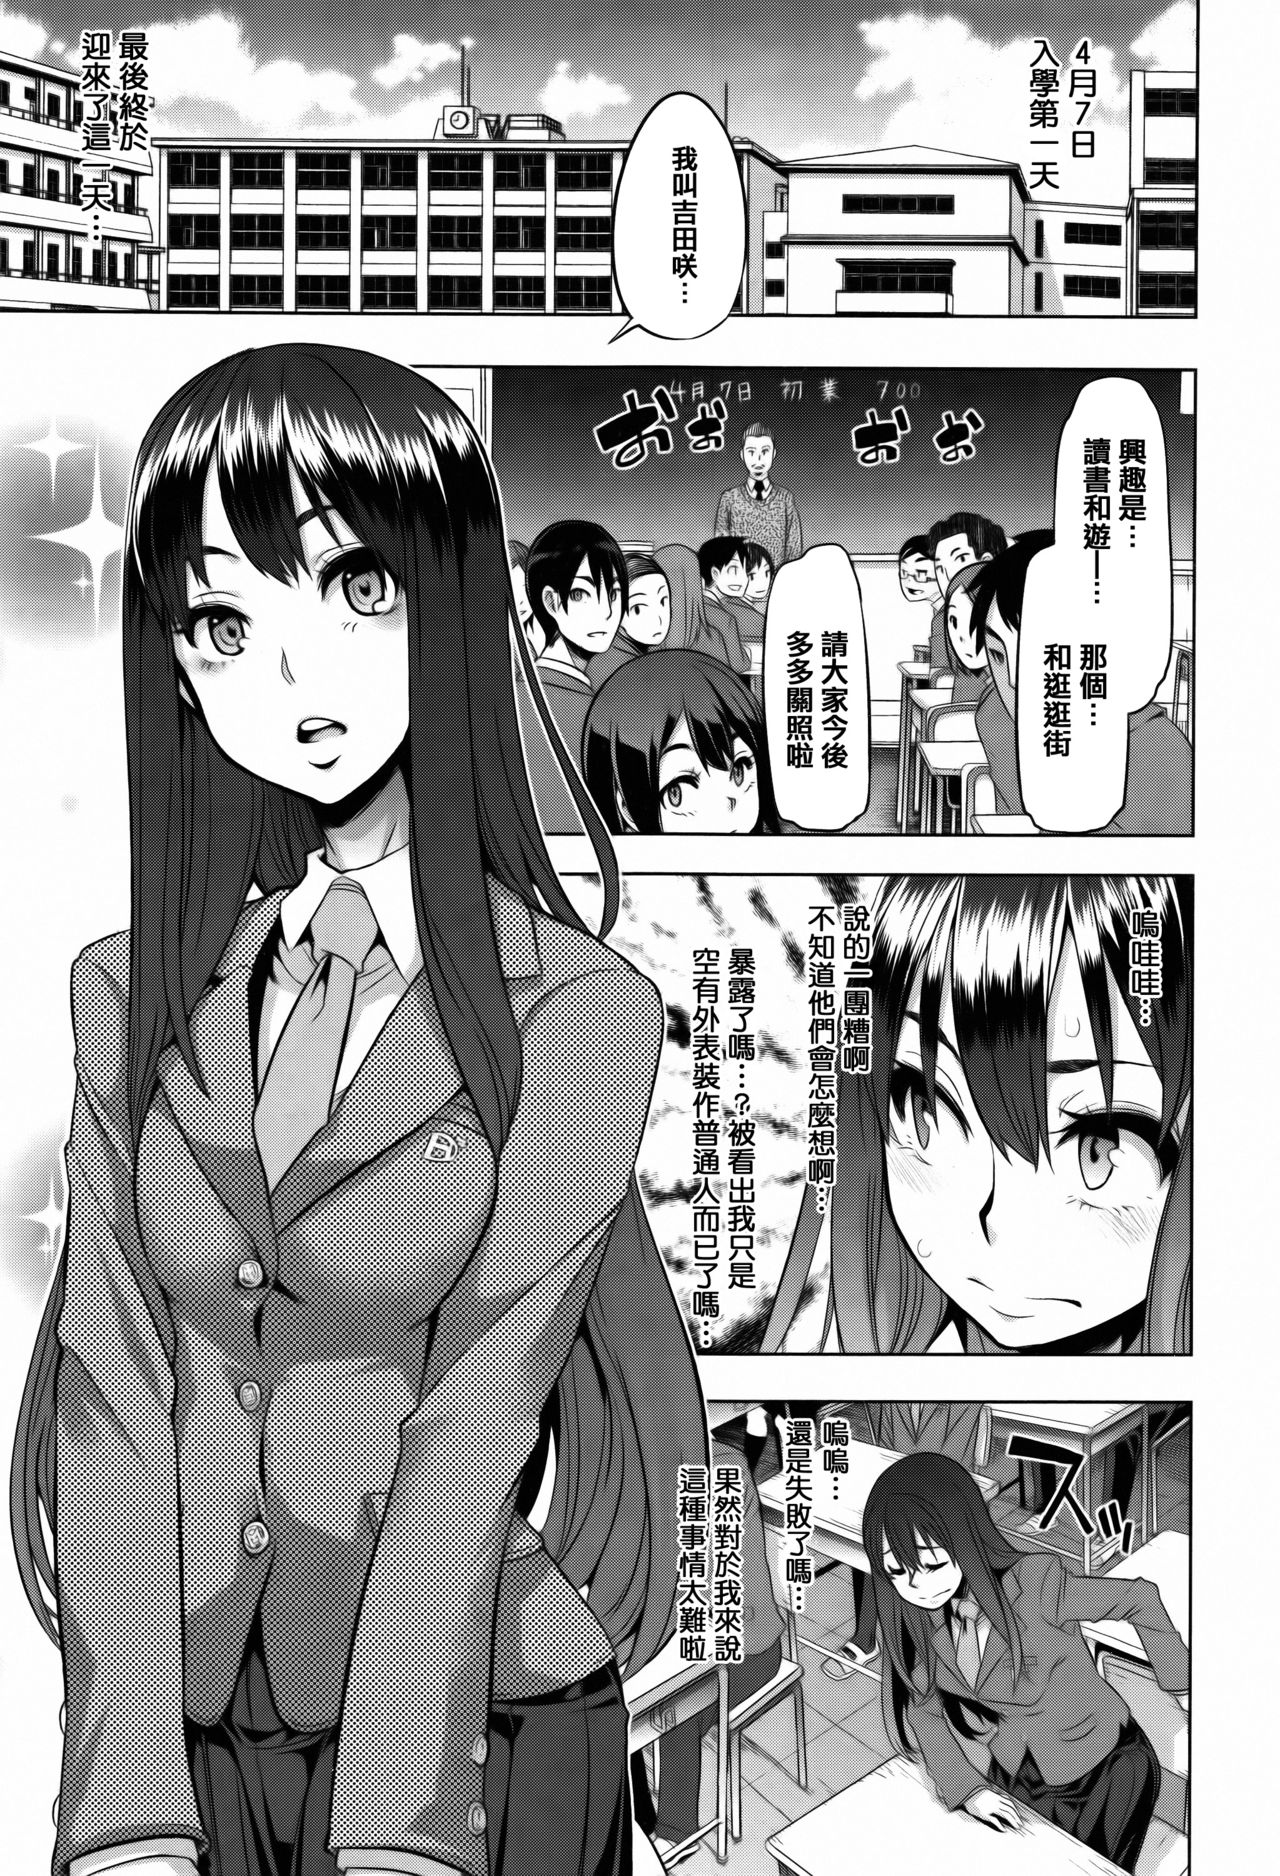 4月7日
入學第一天
最後終於
迎來了這一天…
我叫吉田咲…
4月7日 初業 700
おぉおぉ
おぉおぉ
興趣是…
讀書和遊——……
那個…
和逛逛街
請大家今後
多多關照啦
嗚哇哇…
說的一團糟啊
不知道他們會怎麼想啊…
暴露了嗎…?被看出我只是
空有外表裝作普通人而已了嗎…
スッ
嗚嗚…
還是失敗了嗎…
果然對於我來說
這種事情太難啦